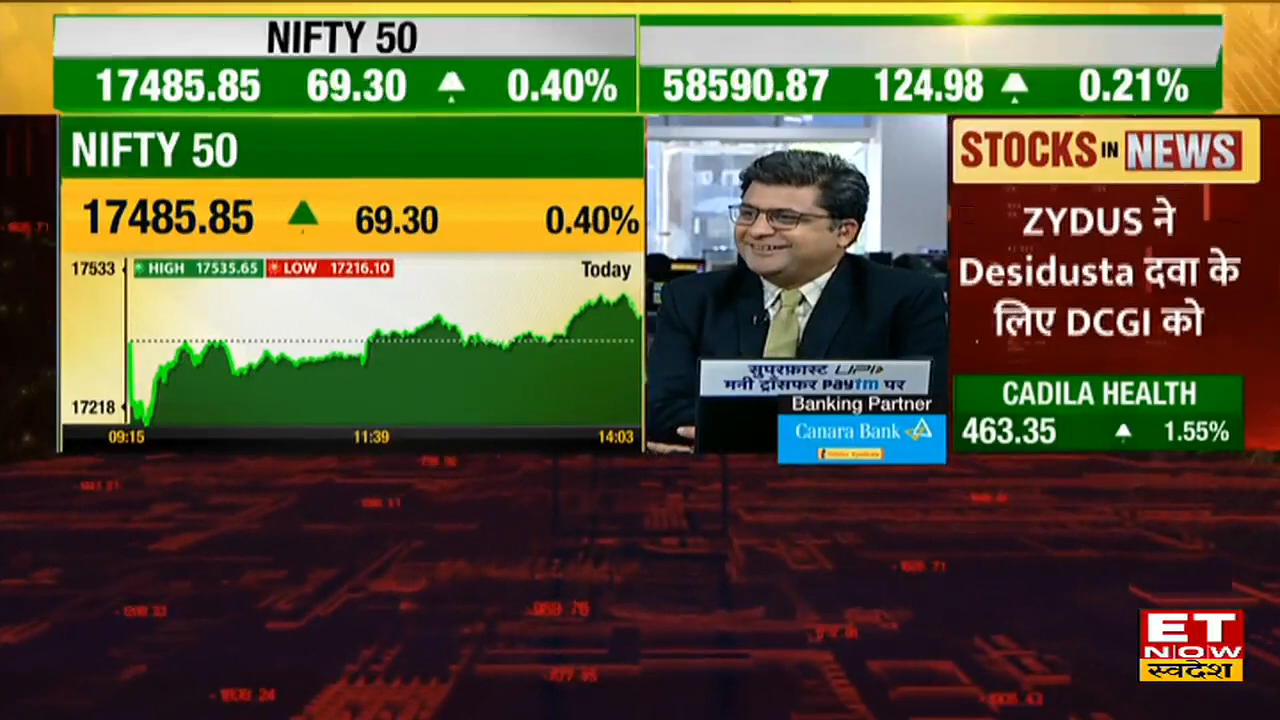 NIFTY 50
17485.85 69.30 0.40%
58590.87 124.98 0.21%
NIFTY 50
17485.85 69.30 0.40%
17533 HIGH 17535.65 LOW 17216.10 Today
17218
09:15 11:39 14:03
सुपरफ़ास्ट UPI
मनी ट्रांसफर paytm पर
Banking Partner
Canara Bank
STOCKS IN NEWS
ZYDUS ने
Desidusta दवा के
लिए DCGI को
CADILA HEALTH
463.35 1.55%
ET
NOW
स्वदेश